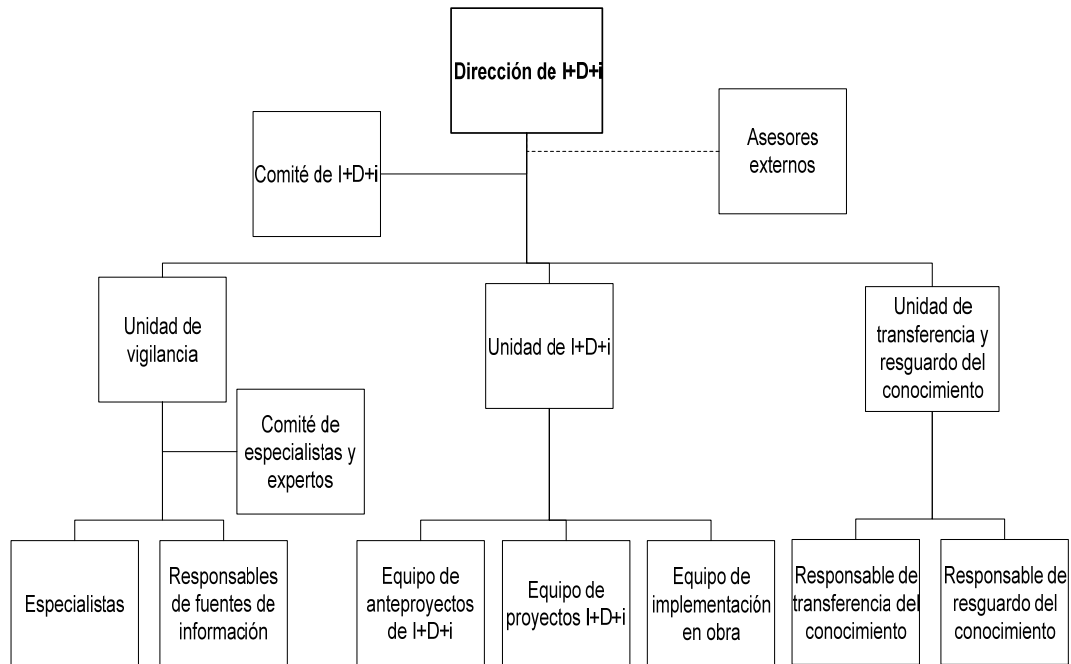 Dirección de I+D+i
Comité de I+D+i
Asesores
externos
Unidad de
vigilancia
Unidad de I+D+i
Unidad de
transferencia y
resguardo del
conocimiento
Comité de
especialistas y
expertos
Especialistas
Responsables
de fuentes de
información
Equipo de
anteproyectos
de I+D+i
Equipo de
proyectos I+D+i
Equipo de
implementación
en obra
Responsable de
transferencia del
conocimiento
Responsable de
resguardo del
conocimiento